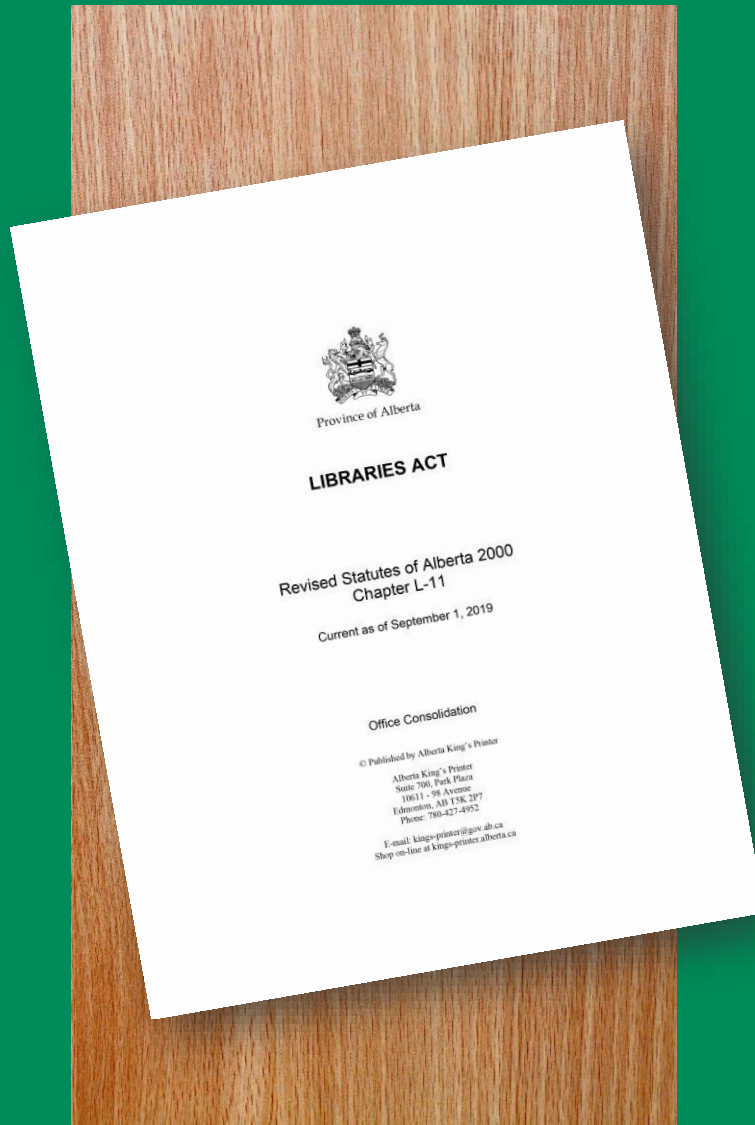 Province of Alberta
LIBRARIES ACT
Revised Statutes of Alberta 2000
Chapter L-11
Current as of September 1, 2019
Office Consolidation
© Published by Alberta King's Printer
Alberta King's Printer
Suite 700, Park Plaza
10611 - 98 Avenue
Edmonton, AB T5K 2P7
Phone: 780-427-4952
E-mail: kings-printer@gov.ab.ca
Shop on-line at kings-printer.alberta.ca